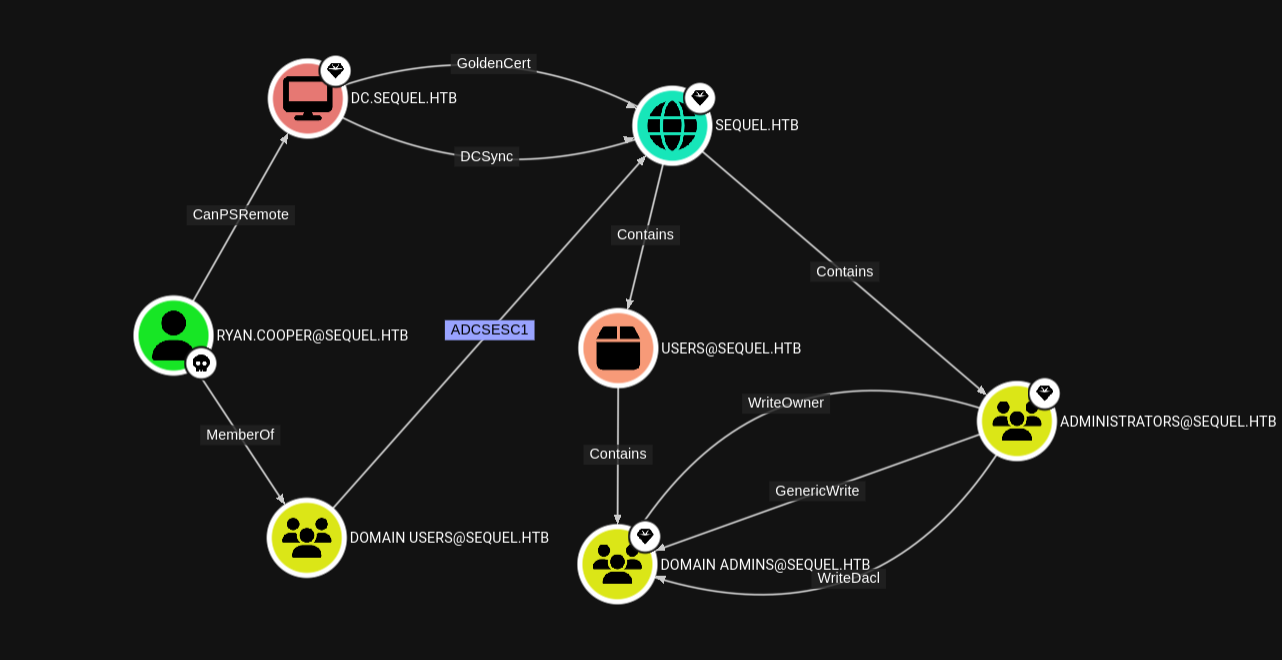 GoldenCert
DC.SEQUEL.HTB
SEQUEL.HTB
DCSync
CanPSRemote
Contains
Contains
ADCSESC1
RYAN.COOPER@SEQUEL.HTB
USERS@SEQUEL.HTB
WriteOwner
ADMINISTRATORS@SEQUEL.HTB
MemberOf
Contains
GenericWrite
DOMAIN USERS@SEQUEL.HTB
DOMAIN ADMINS@SEQUEL.HTB
WriteDacl